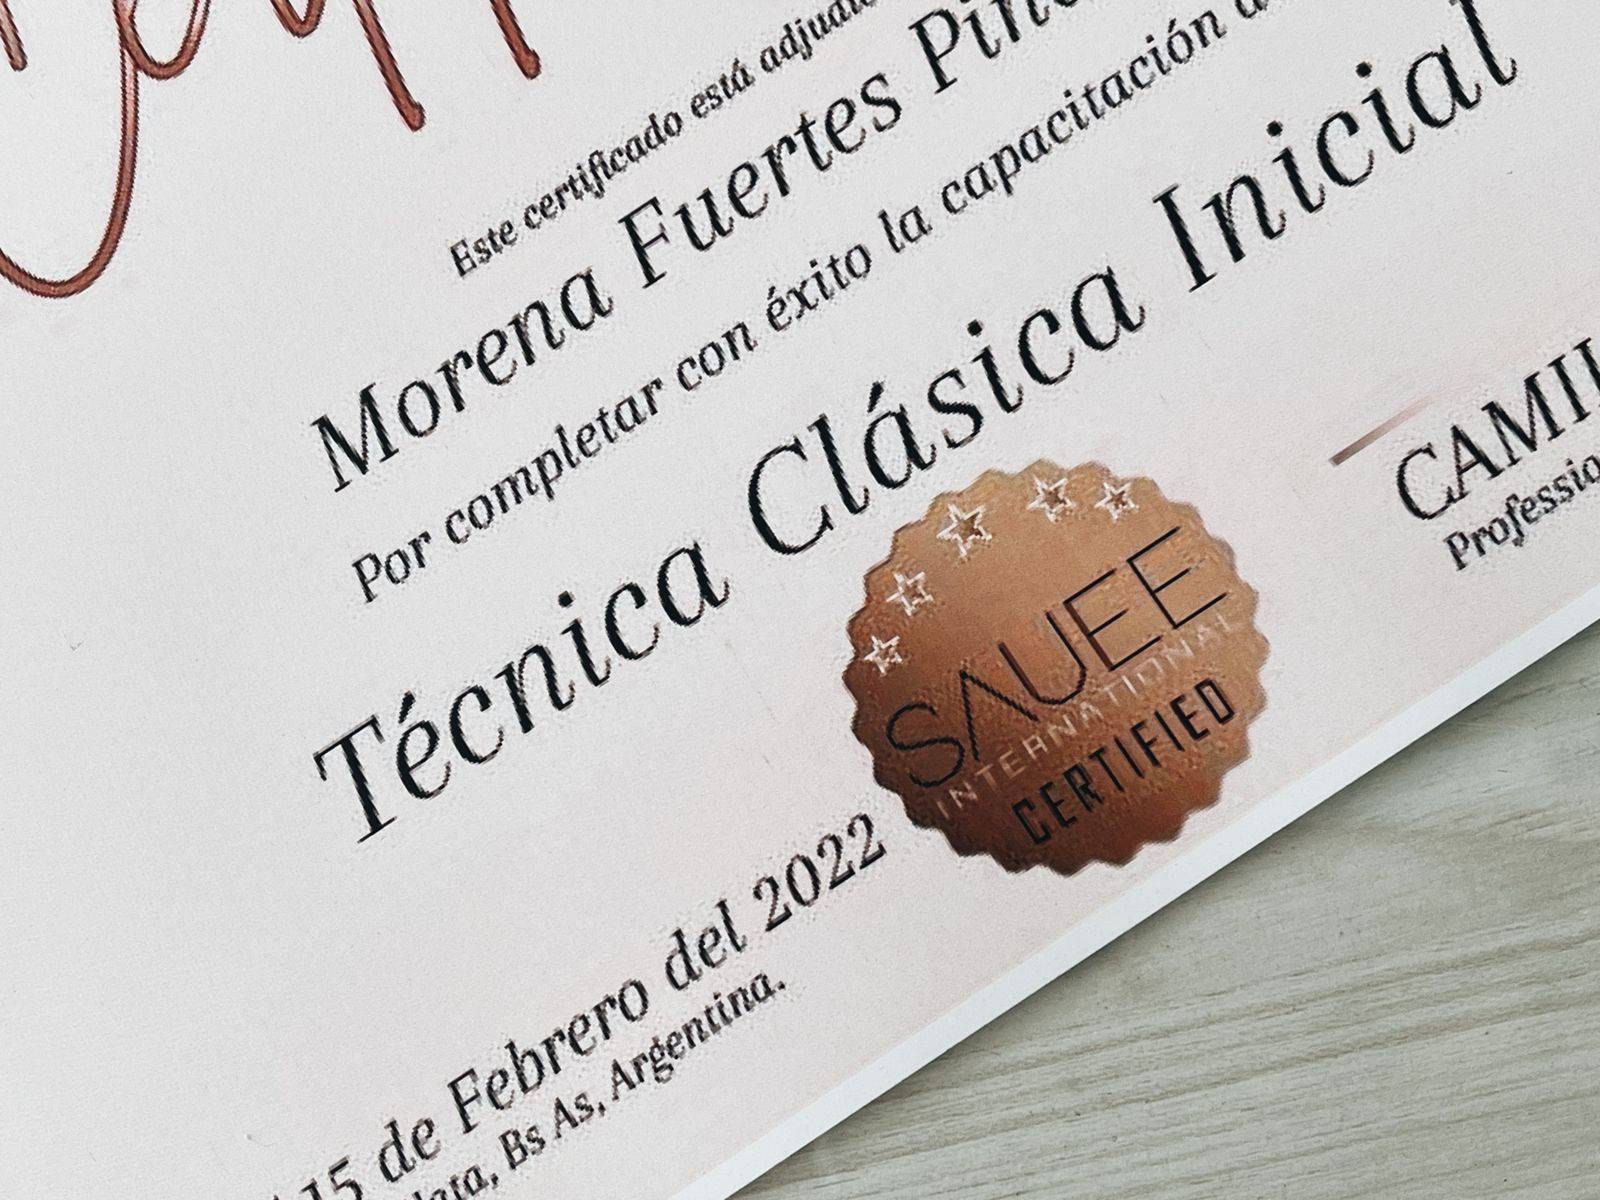 Este certificado está
Morena Fuertes
Por completar con éxito la capacitación
Técnica Clásica Inicial
SAUEE
INTERNATIONAL
CERTIFIED
15 de Febrero del 2022
Bs As, Argentina.